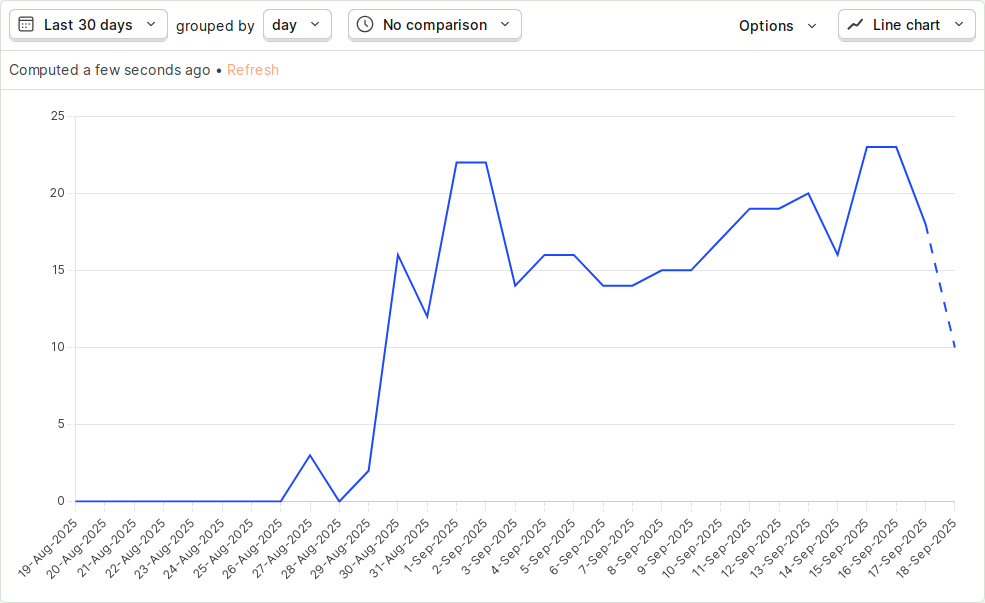 Last 30 days grouped by day No comparison Options Line chart
Computed a few seconds ago • Refresh
25
20
15
10
5
0
19-Aug-2025
20-Aug-2025
21-Aug-2025
22-Aug-2025
23-Aug-2025
24-Aug-2025
25-Aug-2025
26-Aug-2025
27-Aug-2025
28-Aug-2025
29-Aug-2025
30-Aug-2025
31-Aug-2025
1-Sep-2025
2-Sep-2025
3-Sep-2025
4-Sep-2025
5-Sep-2025
6-Sep-2025
7-Sep-2025
8-Sep-2025
9-Sep-2025
10-Sep-2025
11-Sep-2025
12-Sep-2025
13-Sep-2025
14-Sep-2025
15-Sep-2025
16-Sep-2025
17-Sep-2025
18-Sep-2025